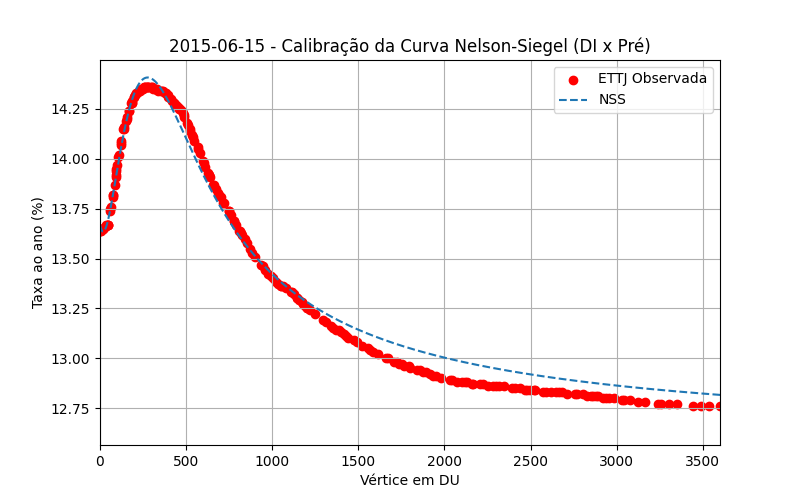 2015-06-15 - Calibração da Curva Nelson-Siegel (DI x Pré)
ETTJ Observada
NSS
14.25
14.00
13.75
13.50
13.25
13.00
12.75
Taxa ao ano (%)
0 500 1000 1500 2000 2500 3000 3500
Vértice em DU